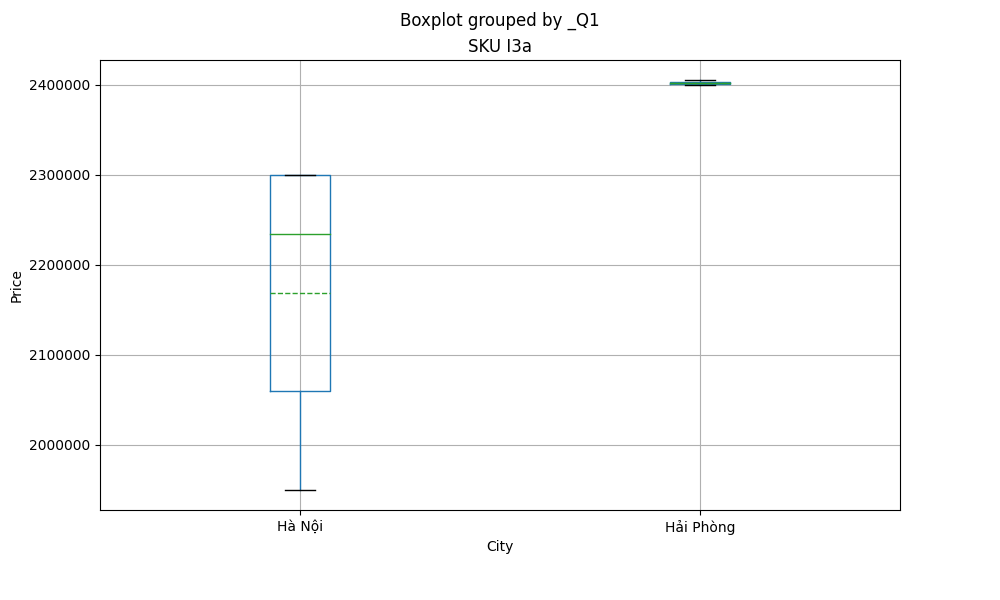 Boxplot grouped by _Q1
SKU I3a
2400000
2300000
2200000
2100000
2000000
Price
Hà Nội
Hải Phòng
City